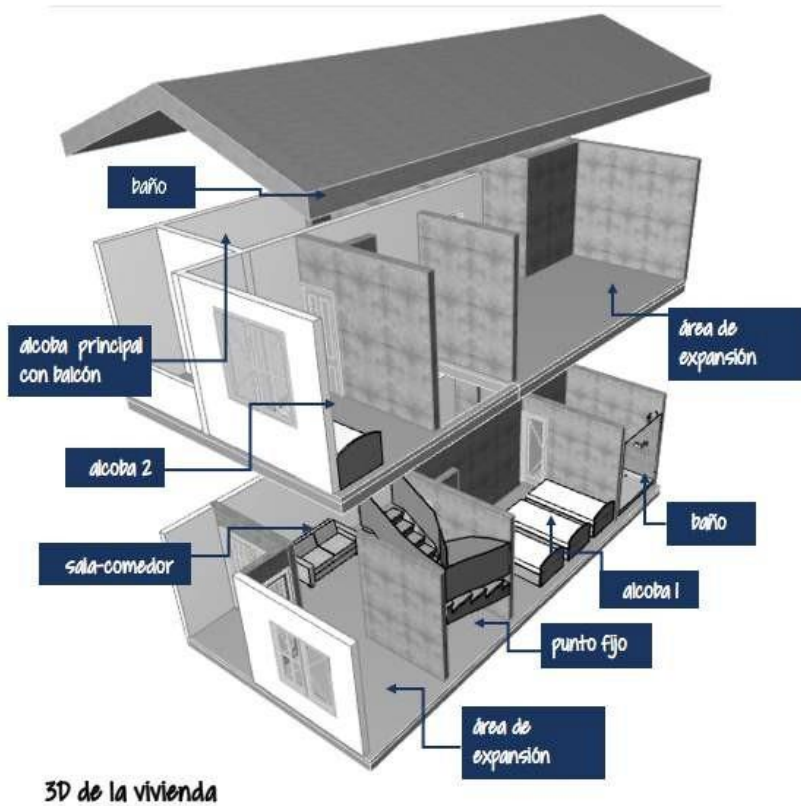 baño
alcoba principal
con balcón
área de
expansión
alcoba 2
baño
sala-comedor
alcoba 1
punto fijo
área de
expansión
3D de la vivienda